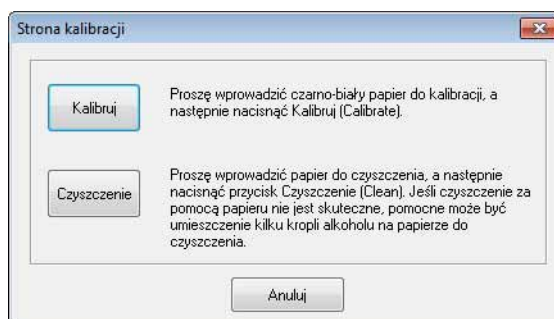 Strona kalibracji
Kalibruj
Proszę wprowadzić czarno-biały papier do kalibracji, a
następnie nacisnąć Kalibruj (Calibrate).
Czyszczenie
Proszę wprowadzić papier do czyszczenia, a następnie
nacisnąć przycisk Czyszczenie (Clean). Jeśli czyszczenie za
pomocą papieru nie jest skuteczne, pomocne może być
umieszczenie kilku kropli alkoholu na papierze do
czyszczenia.
Anuluj